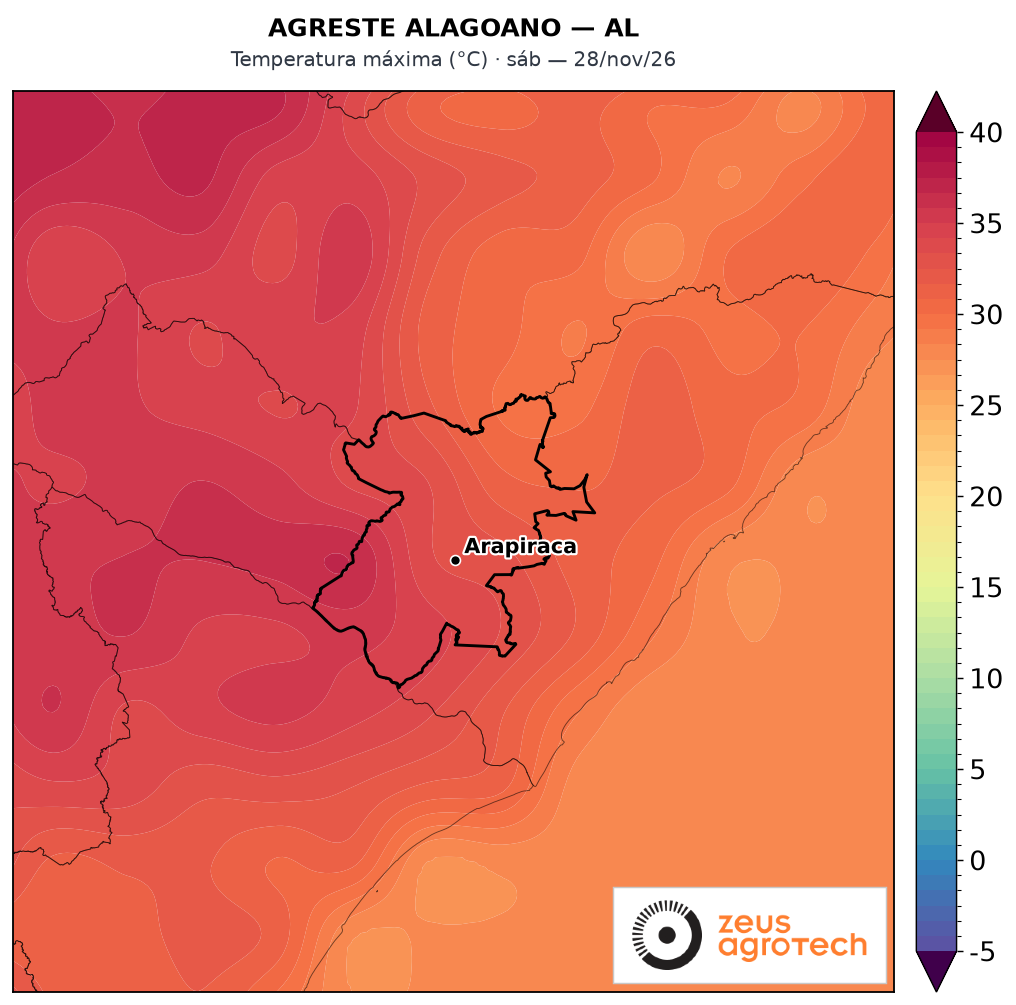 AGRESTE ALAGOANO — AL
Temperatura máxima (°C) · sáb — 28/nov/26
40
35
30
25
20
15
10
5
0
-5
Arapiraca
zeus
agrotech